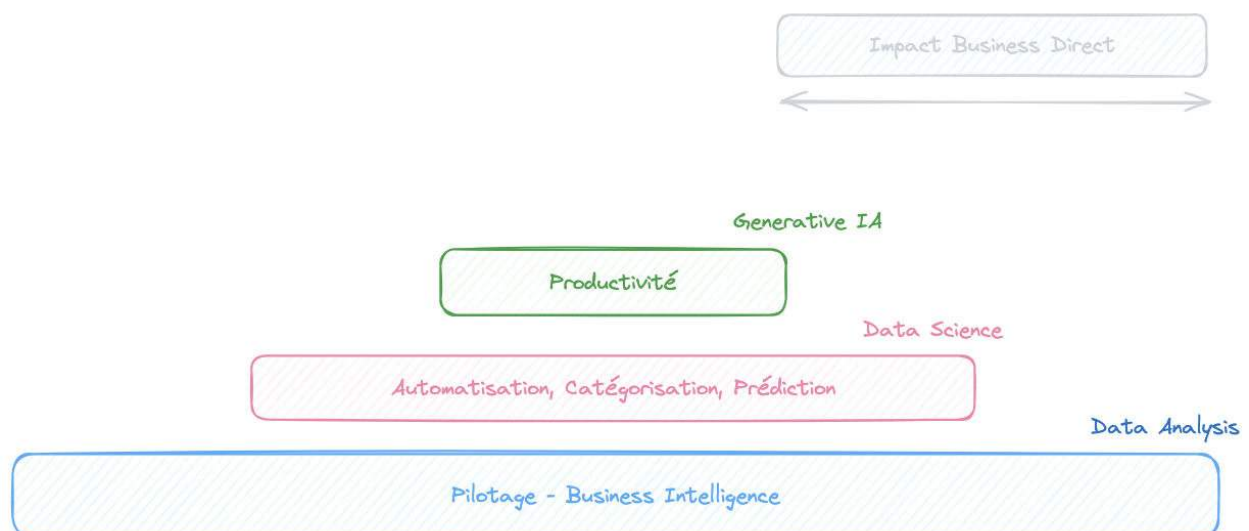 Impact Business Direct
Generative IA
Productivité
Data Science
Automatisation, Catégorisation, Prédiction
Data Analysis
Pilotage - Business Intelligence